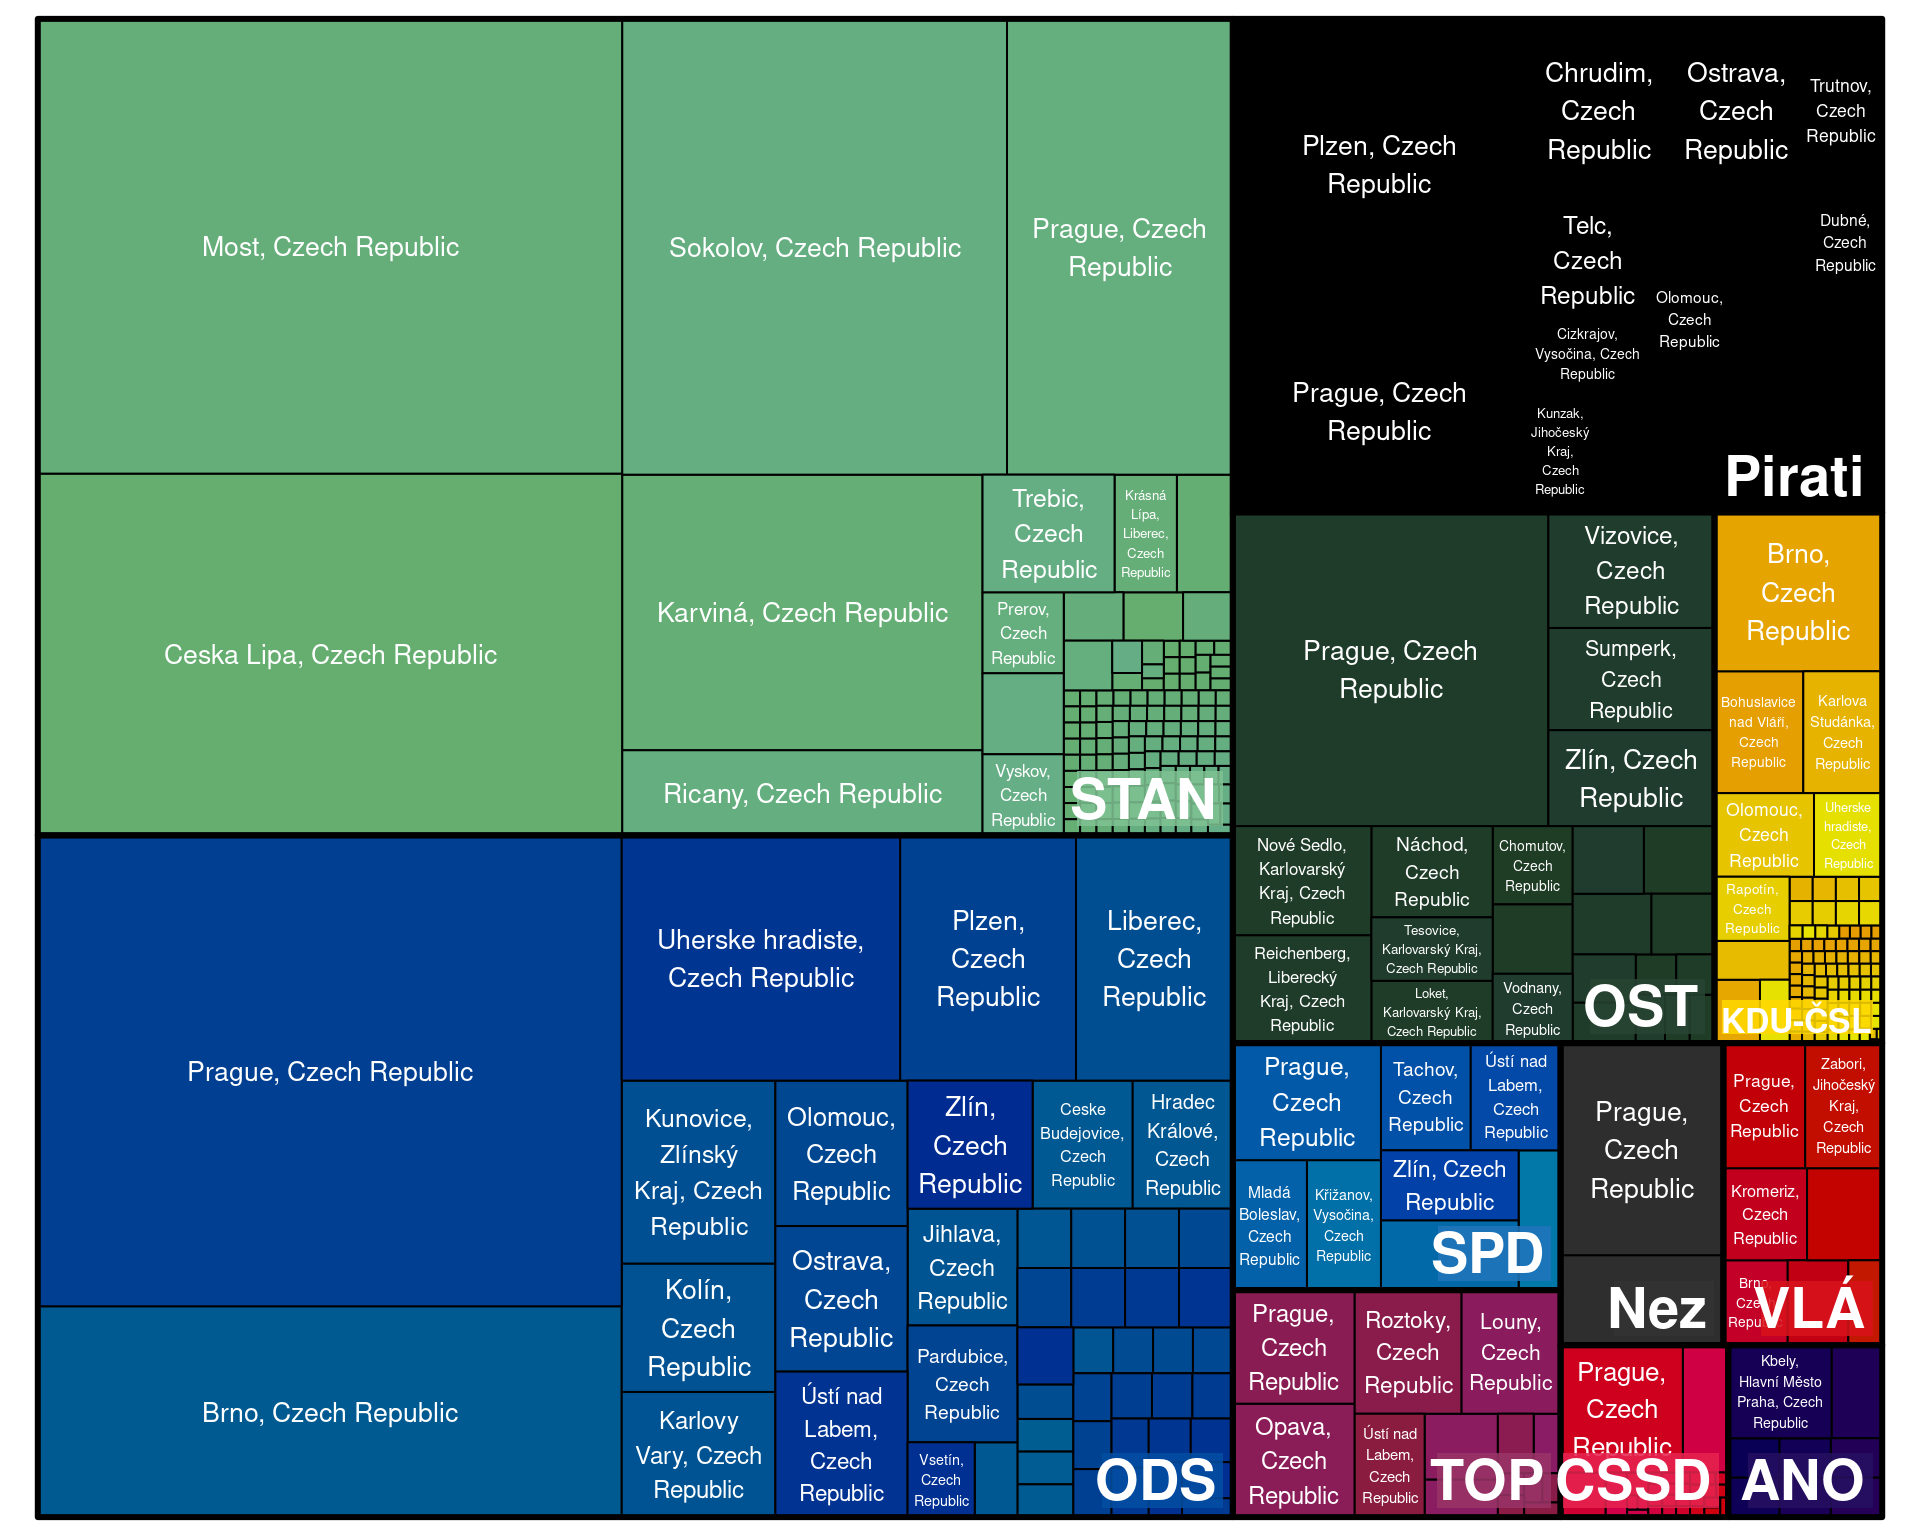 Most, Czech Republic
Sokolov, Czech Republic
Prague, Czech
Republic
Ceska Lipa, Czech Republic
Karviná, Czech Republic
Ricany, Czech Republic
Trebic,
Czech
Republic
Krásná
Lípa,
Liberec,
Czech
Republic
Prerov,
Czech
Republic
Vyskov,
Czech
Republic
STAN
Plzen, Czech
Republic
Chrudim,
Czech
Republic
Ostrava,
Czech
Republic
Trutnov,
Czech
Republic
Telc,
Czech
Republic
Dubné,
Czech
Republic
Olomouc,
Czech
Republic
Cizkrajov,
Vysočina, Czech
Republic
Prague, Czech
Republic
Kunzak,
Jihočeský
Kraj,
Czech
Republic
Pirati
Prague, Czech
Republic
Vizovice,
Czech
Republic
Sumperk,
Czech
Republic
Zlín, Czech
Republic
Nové Sedlo,
Karlovarský
Kraj, Czech
Republic
Náchod,
Czech
Republic
Chomutov,
Czech
Republic
Reichenberg,
Liberecký
Kraj, Czech
Republic
Tesovice,
Karlovarský Kraj,
Czech Republic
Loket,
Karlovarský Kraj,
Czech Republic
Vodnany,
Czech
Republic
OST
Brno,
Czech
Republic
Bohuslavice
nad Vláří,
Czech
Republic
Karlova
Studánka,
Czech
Republic
Olomouc,
Czech
Republic
Uherske
hradiste,
Czech
Republic
Rapotín,
Czech
Republic
KDU-ČSL
Prague, Czech Republic
Brno, Czech Republic
Uherske hradiste,
Czech Republic
Plzen,
Czech
Republic
Liberec,
Czech
Republic
Kunovice,
Zlínský
Kraj, Czech
Republic
Olomouc,
Czech
Republic
Zlín,
Czech
Republic
Ceske
Budejovice,
Czech
Republic
Hradec
Králové,
Czech
Republic
Kolín,
Czech
Republic
Ostrava,
Czech
Republic
Jihlava,
Czech
Republic
Karlovy
Vary, Czech
Republic
Ústí nad
Labem,
Czech
Republic
Pardubice,
Czech
Republic
Vsetín,
Czech
Republic
ODS
Prague,
Czech
Republic
Tachov,
Czech
Republic
Ústí nad
Labem,
Czech
Republic
Mladá
Boleslav,
Czech
Republic
Křižanov,
Vysočina,
Czech
Republic
Zlín, Czech
Republic
SPD
Prague,
Czech
Republic
Nez
Prague,
Czech
Republic
Zabori,
Jihočeský
Kraj,
Czech
Republic
Kromeriz,
Czech
Republic
Brno,
VLÁ
Prague,
Czech
Republic
Roztoky,
Czech
Republic
Louny,
Czech
Republic
Opava,
Czech
Republic
Ústí nad
Labem,
Czech
Republic
TOP
Prague,
Czech
Republic
CSSD
Kbely,
Hlavní Město
Praha, Czech
Republic
ANO